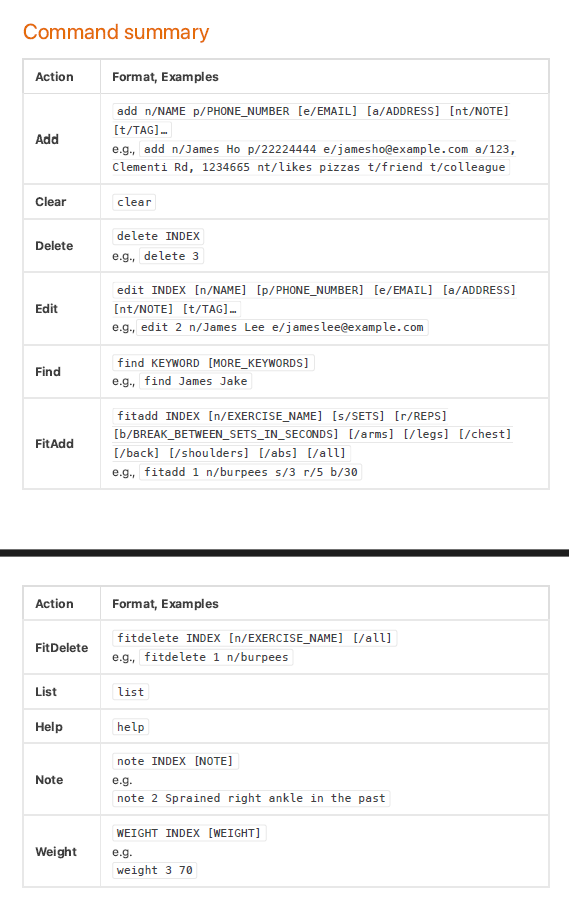 Command summary
Action Format, Examples
Add
add n/NAME p/PHONE_NUMBER [e/EMAIL] [a/ADDRESS] [nt/NOTE]
[t/TAG]…
e.g., add n/James Ho p/22224444 e/jamesho@example.com a/123,
Clementi Rd, 1234665 nt/likes pizzas t/friend t/colleague
Clear clear
Delete
delete INDEX
e.g., delete 3
Edit
edit INDEX [n/NAME] [p/PHONE_NUMBER] [e/EMAIL] [a/ADDRESS]
[nt/NOTE] [t/TAG]…
e.g., edit 2 n/James Lee e/jameslee@example.com
Find
find KEYWORD [MORE_KEYWORDS]
e.g., find James Jake
FitAdd
fitadd INDEX [n/EXERCISE_NAME] [s/SETS] [r/REPS]
[b/BREAK_BETWEEN_SETS_IN_SECONDS] [/arms] [/legs] [/chest]
[/back] [/shoulders] [/abs] [/all]
e.g., fitadd 1 n/burpees s/3 r/5 b/30
Action Format, Examples
FitDelete
fitdelete INDEX [n/EXERCISE_NAME] [/all]
e.g., fitdelete 1 n/burpees
List list
Help help
Note
note INDEX [NOTE]
e.g.
note 2 Sprained right ankle in the past
Weight
WEIGHT INDEX [WEIGHT]
e.g.
weight 3 70